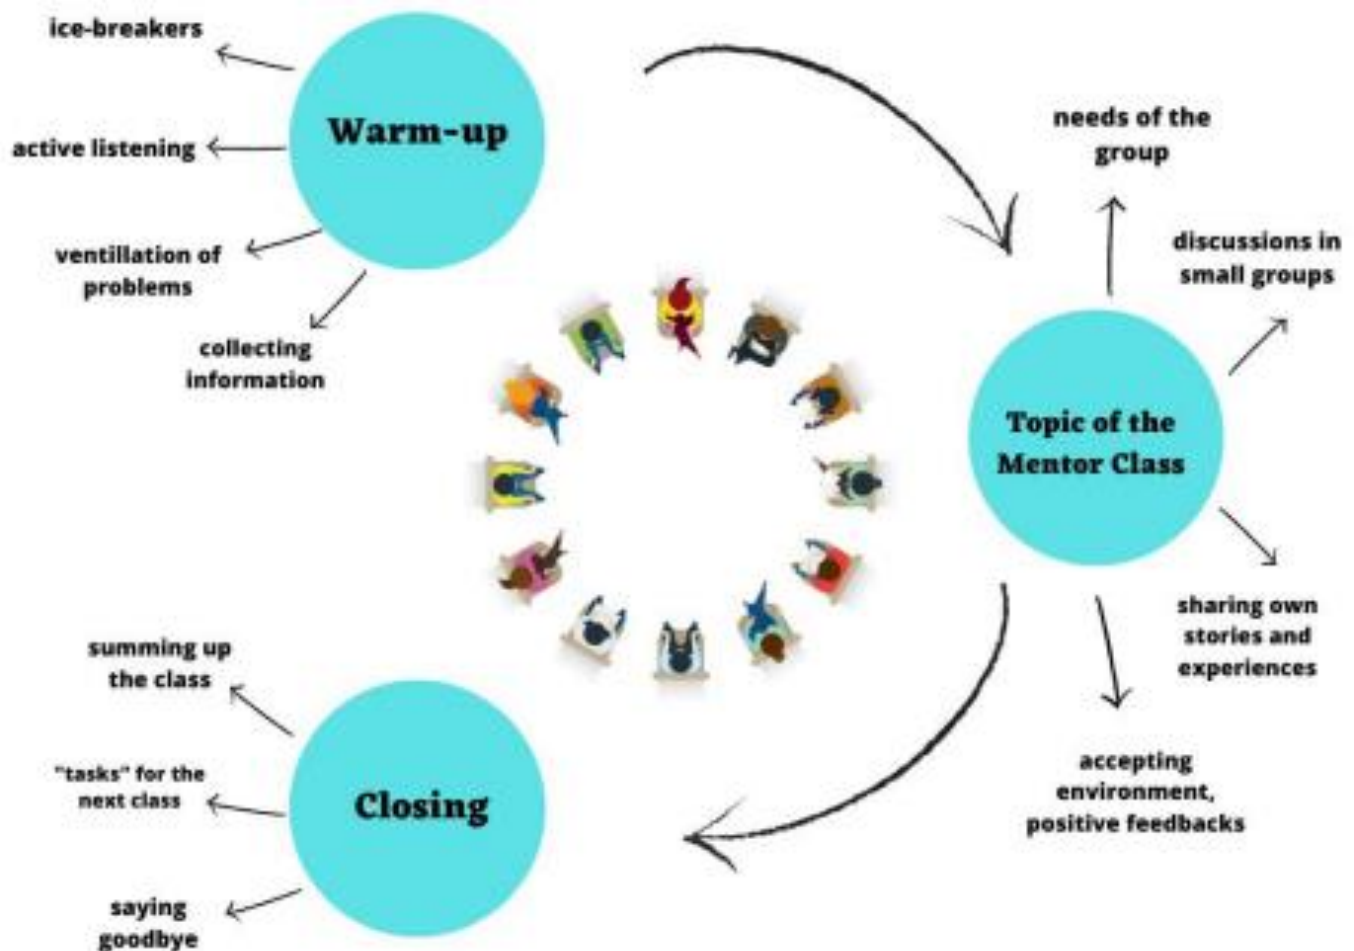 ice-breakers
Warm-up
active listening
ventillation of
problems
collecting
information
needs of the
group
discussions in
small groups
Topic of the
Mentor Class
sharing own
stories and
experiences
accepting
environment,
positive feedbacks
summing up
the class
"tasks" for the
next class
Closing
saying
goodbye